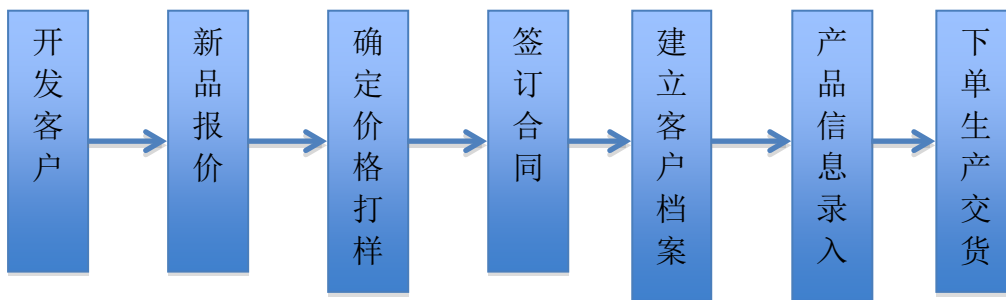 开发客户
新品报价
确定价格打样
签订合同
建立客户档案
产品信息录入
下单生产交货